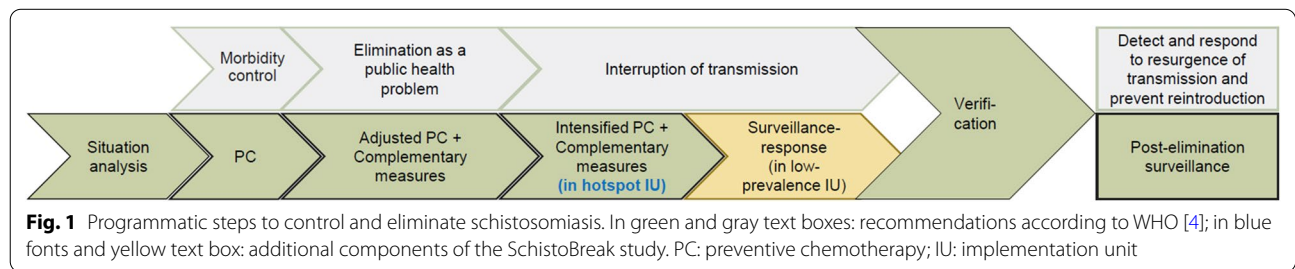 Morbidity
control
Elimination as a
public health
problem
Interruption of transmission
Detect and respond
to resurgence of
transmission and
prevent reintroduction
Situation
analysis
PC
Adjusted PC +
Complementary
measures
Intensified PC +
Complementary
measures
(in hotspot IU)
Surveillance-
response
(in low-
prevalence IU)
Verifi-
cation
Post-elimination
surveillance
Fig. 1 Programmatic steps to control and eliminate schistosomiasis. In green and gray text boxes: recommendations according to WHO [4]; in blue
fonts and yellow text box: additional components of the SchistoBreak study. PC: preventive chemotherapy; IU: implementation unit